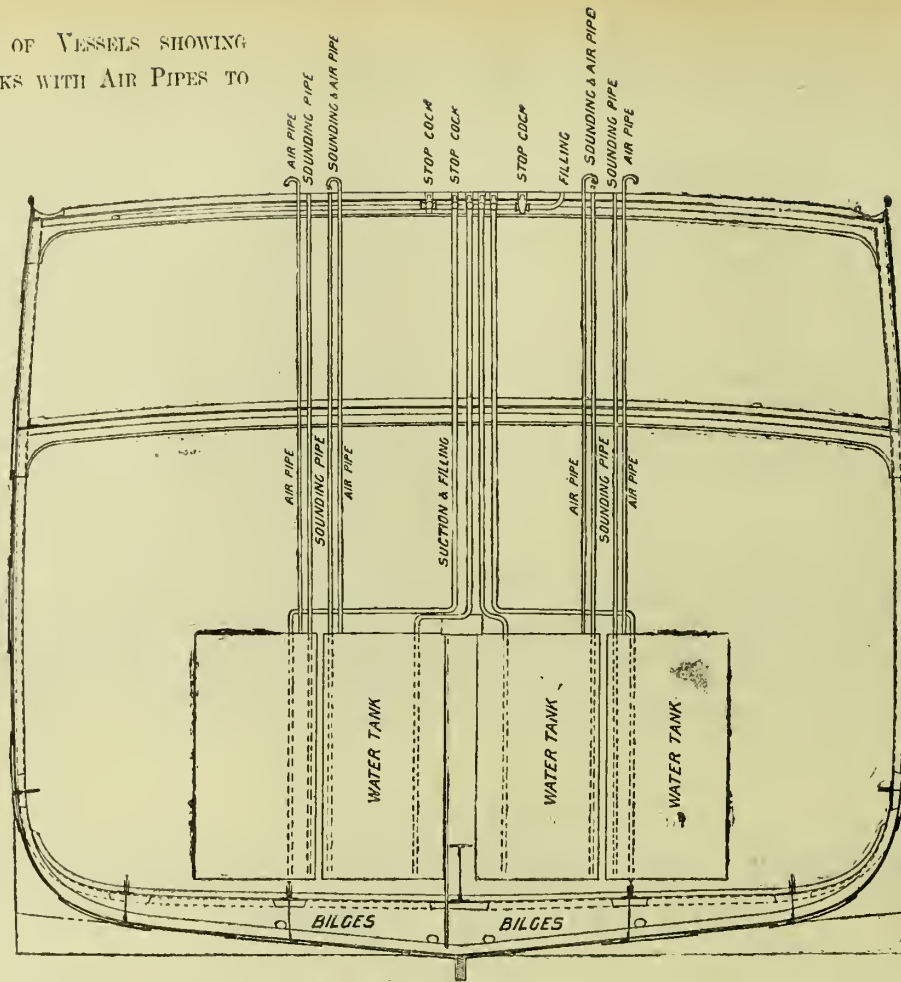 OF VESSELS SHOWING
KS WITH AIR PIPES TO
AIR PIPE
SOUNDING PIPE
SOUNDING & AIR PIPE
STOP COCK
STOP COCK
STOP COCK
FILLING
SOUNDING & AIR PIPE
SOUNDING PIPE
AIR PIPE
AIR PIPE
SOUNDING PIPE
AIR PIPE
SUCTION & FILLING
AIR PIPE
SOUNDING PIPE
AIR PIPE
WATER TANK
WATER TANK
WATER TANK
BILGES
BILGES